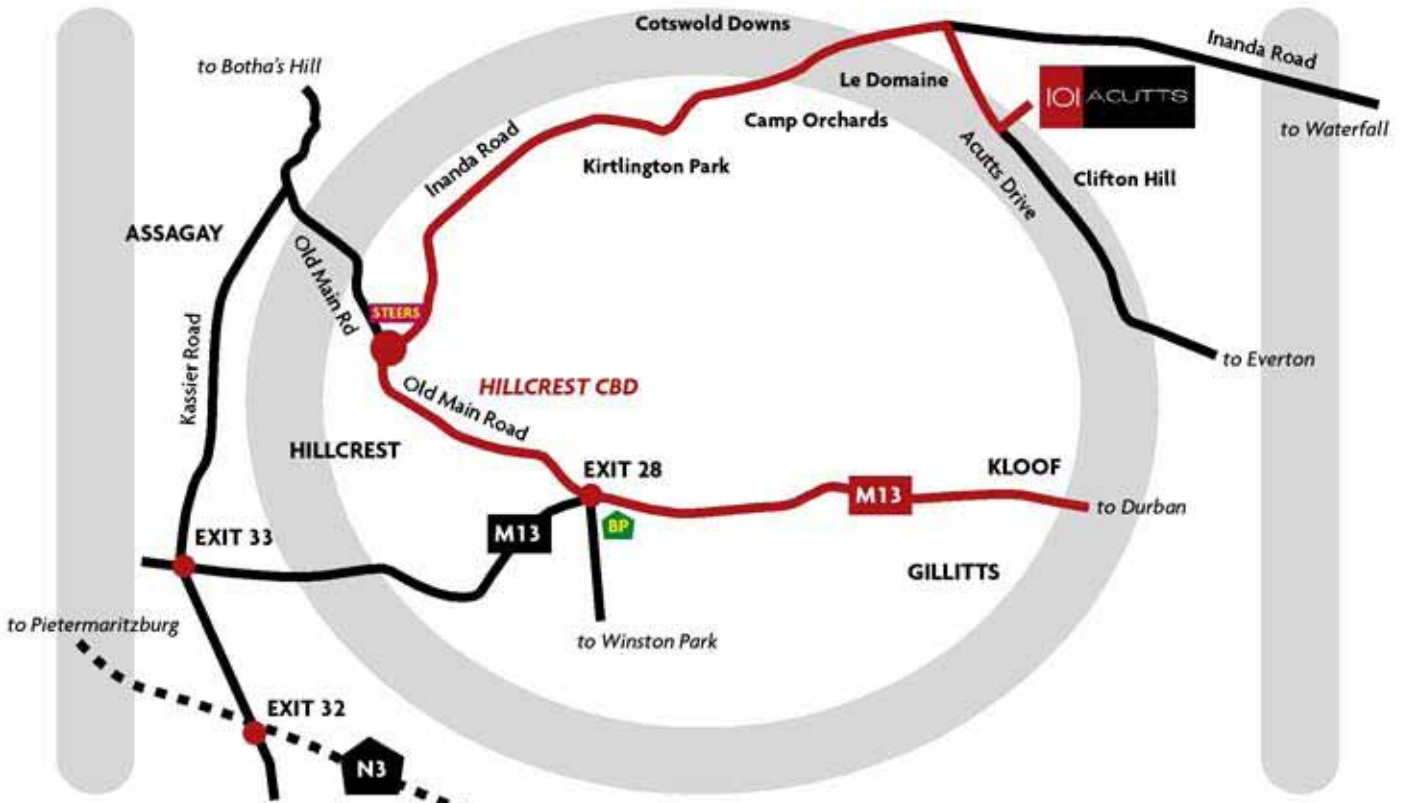 Cotswold Downs
Inanda Road
to Botha's Hill
Le Domaine
101 ACUTTS
Camp Orchards
to Waterfall
Inanda Road
Kirtlington Park
Acutts Drive
Clifton Hill
ASSAGAY
Old Main Rd
STEERS
Kassier Road
to Everton
HILLCREST CBD
Old Main Road
HILLCREST
EXIT 28
KLOOF
M13
to Durban
BP
M13
EXIT 33
GILLITTS
to Pietermaritzburg
to Winston Park
EXIT 32
N3